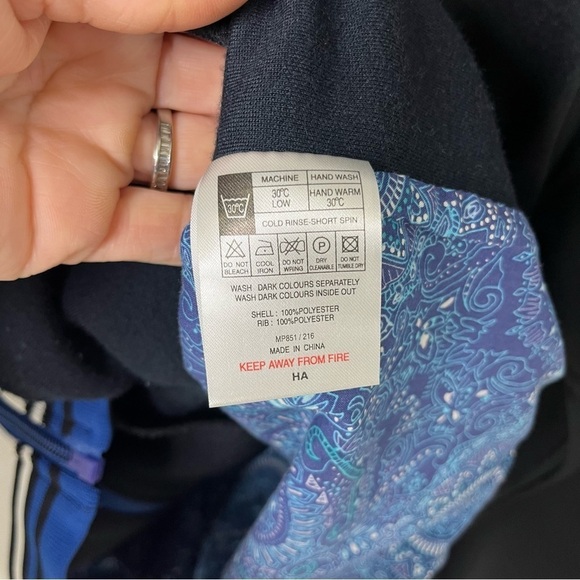 MACHINE HAND WASH
30°C 30°C LOW HAND WARM 30°C
COLD RINSE-SHORT SPIN
P
DO NOT BLEACH COOL IRON DO NOT WRING DRY CLEANABLE DO NOT TUMBLE DRY
WASH DARK COLOURS SEPARATELY
WASH DARK COLOURS INSIDE OUT
SHELL : 100%POLYESTER
RIB : 100%POLYESTER
MP851 / 216
MADE IN CHINA
KEEP AWAY FROM FIRE
HA